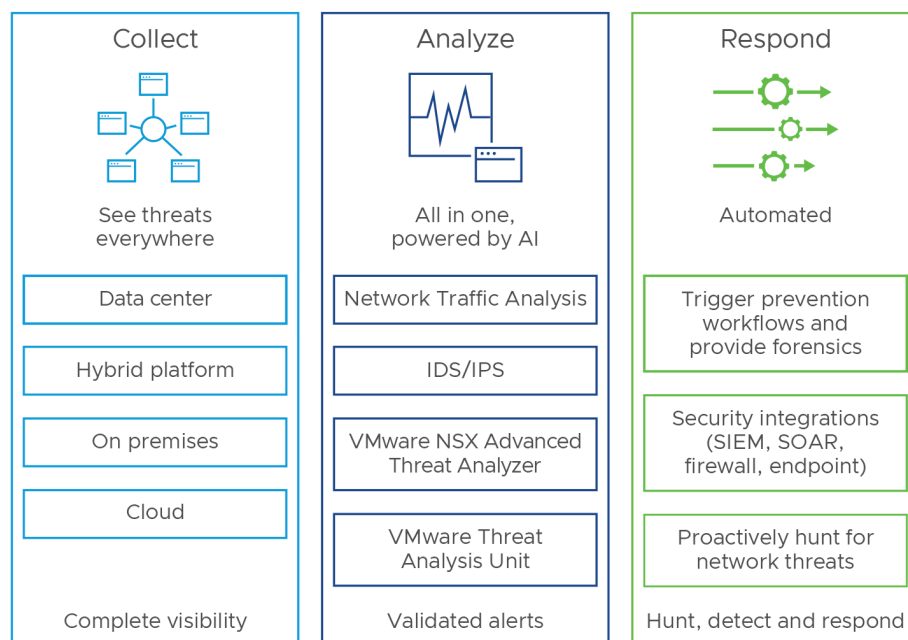 Collect
See threats
everywhere
Data center
Hybrid platform
On premises
Cloud
Complete visibility
Analyze
All in one,
powered by AI
Network Traffic Analysis
IDS/IPS
VMware NSX Advanced
Threat Analyzer
VMware Threat
Analysis Unit
Validated alerts
Respond
Automated
Trigger prevention
workflows and
provide forensics
Security integrations
(SIEM, SOAR,
firewall, endpoint)
Proactively hunt for
network threats
Hunt, detect and respond